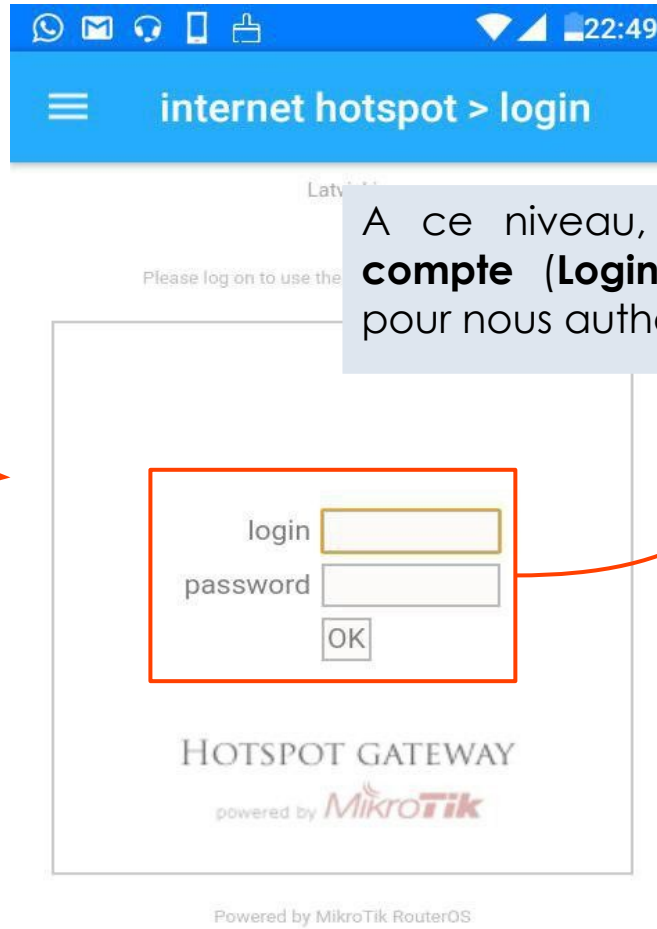 22:49
internet hotspot > login
Please log on to use the
A ce niveau,
compte (Login
pour nous
login
password
OK
HOTSPOT GATEWAY
powered by MikroTik
Powered by MikroTik RouterOS